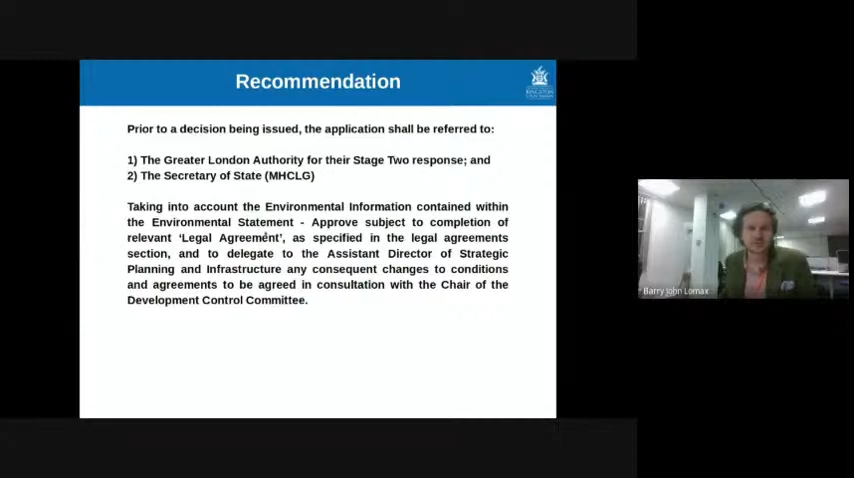 Recommendation
Prior to a decision being issued, the application shall be referred to:
1) The Greater London Authority for their Stage Two response; and
2) The Secretary of State (MHCLG)
Taking into account the Environmental Information contained within
the Environmental Statement - Approve subject to completion of
relevant ‘Legal Agreement’, as specified in the legal agreements
section, and to delegate to the Assistant Director of Strategic
Planning and Infrastructure any consequent changes to conditions
and agreements to be agreed in consultation with the Chair of the
Development Control Committee.
Barry John Lomax